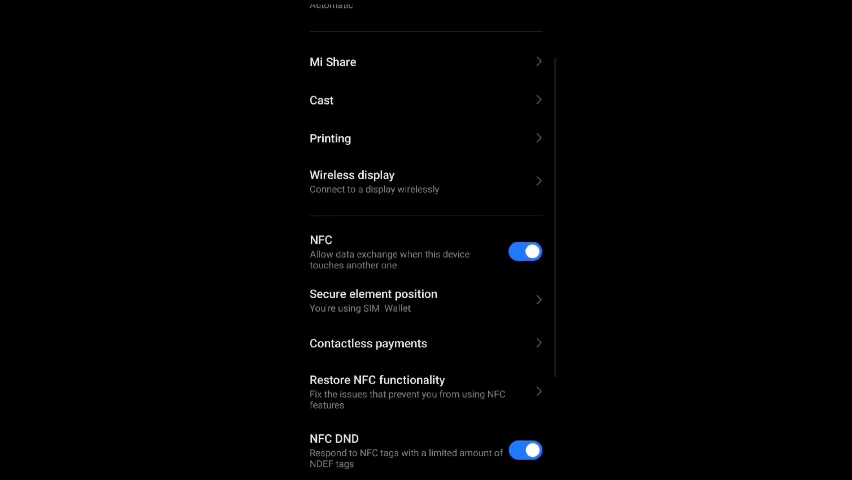 Automatic
Mi Share
Cast
Printing
Wireless display
Connect to a display wirelessly
NFC
Allow data exchange when this device
touches another one
Secure element position
You're using SIM Wallet
Contactless payments
Restore NFC functionality
Fix the issues that prevent you from using NFC
features
NFC DND
Respond to NFC tags with a limited amount of
NDEF tags